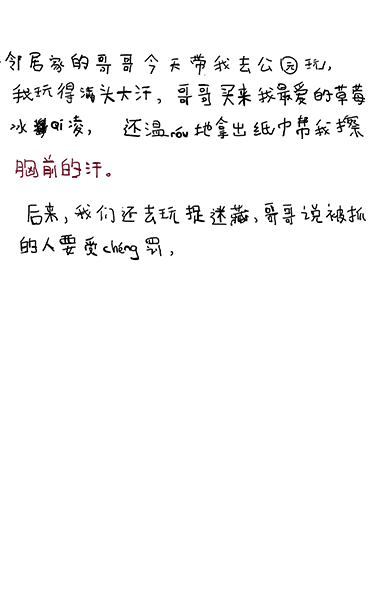 邻居家的哥哥今天带我去公园玩,
我玩得满头大汗,哥哥买来我最爱的草莓
冰qi凌, 还温róu地拿出纸巾帮我擦
胸前的汗。
后来,我们还去玩捉迷藏,哥哥说被抓
的人要受chéng罚,